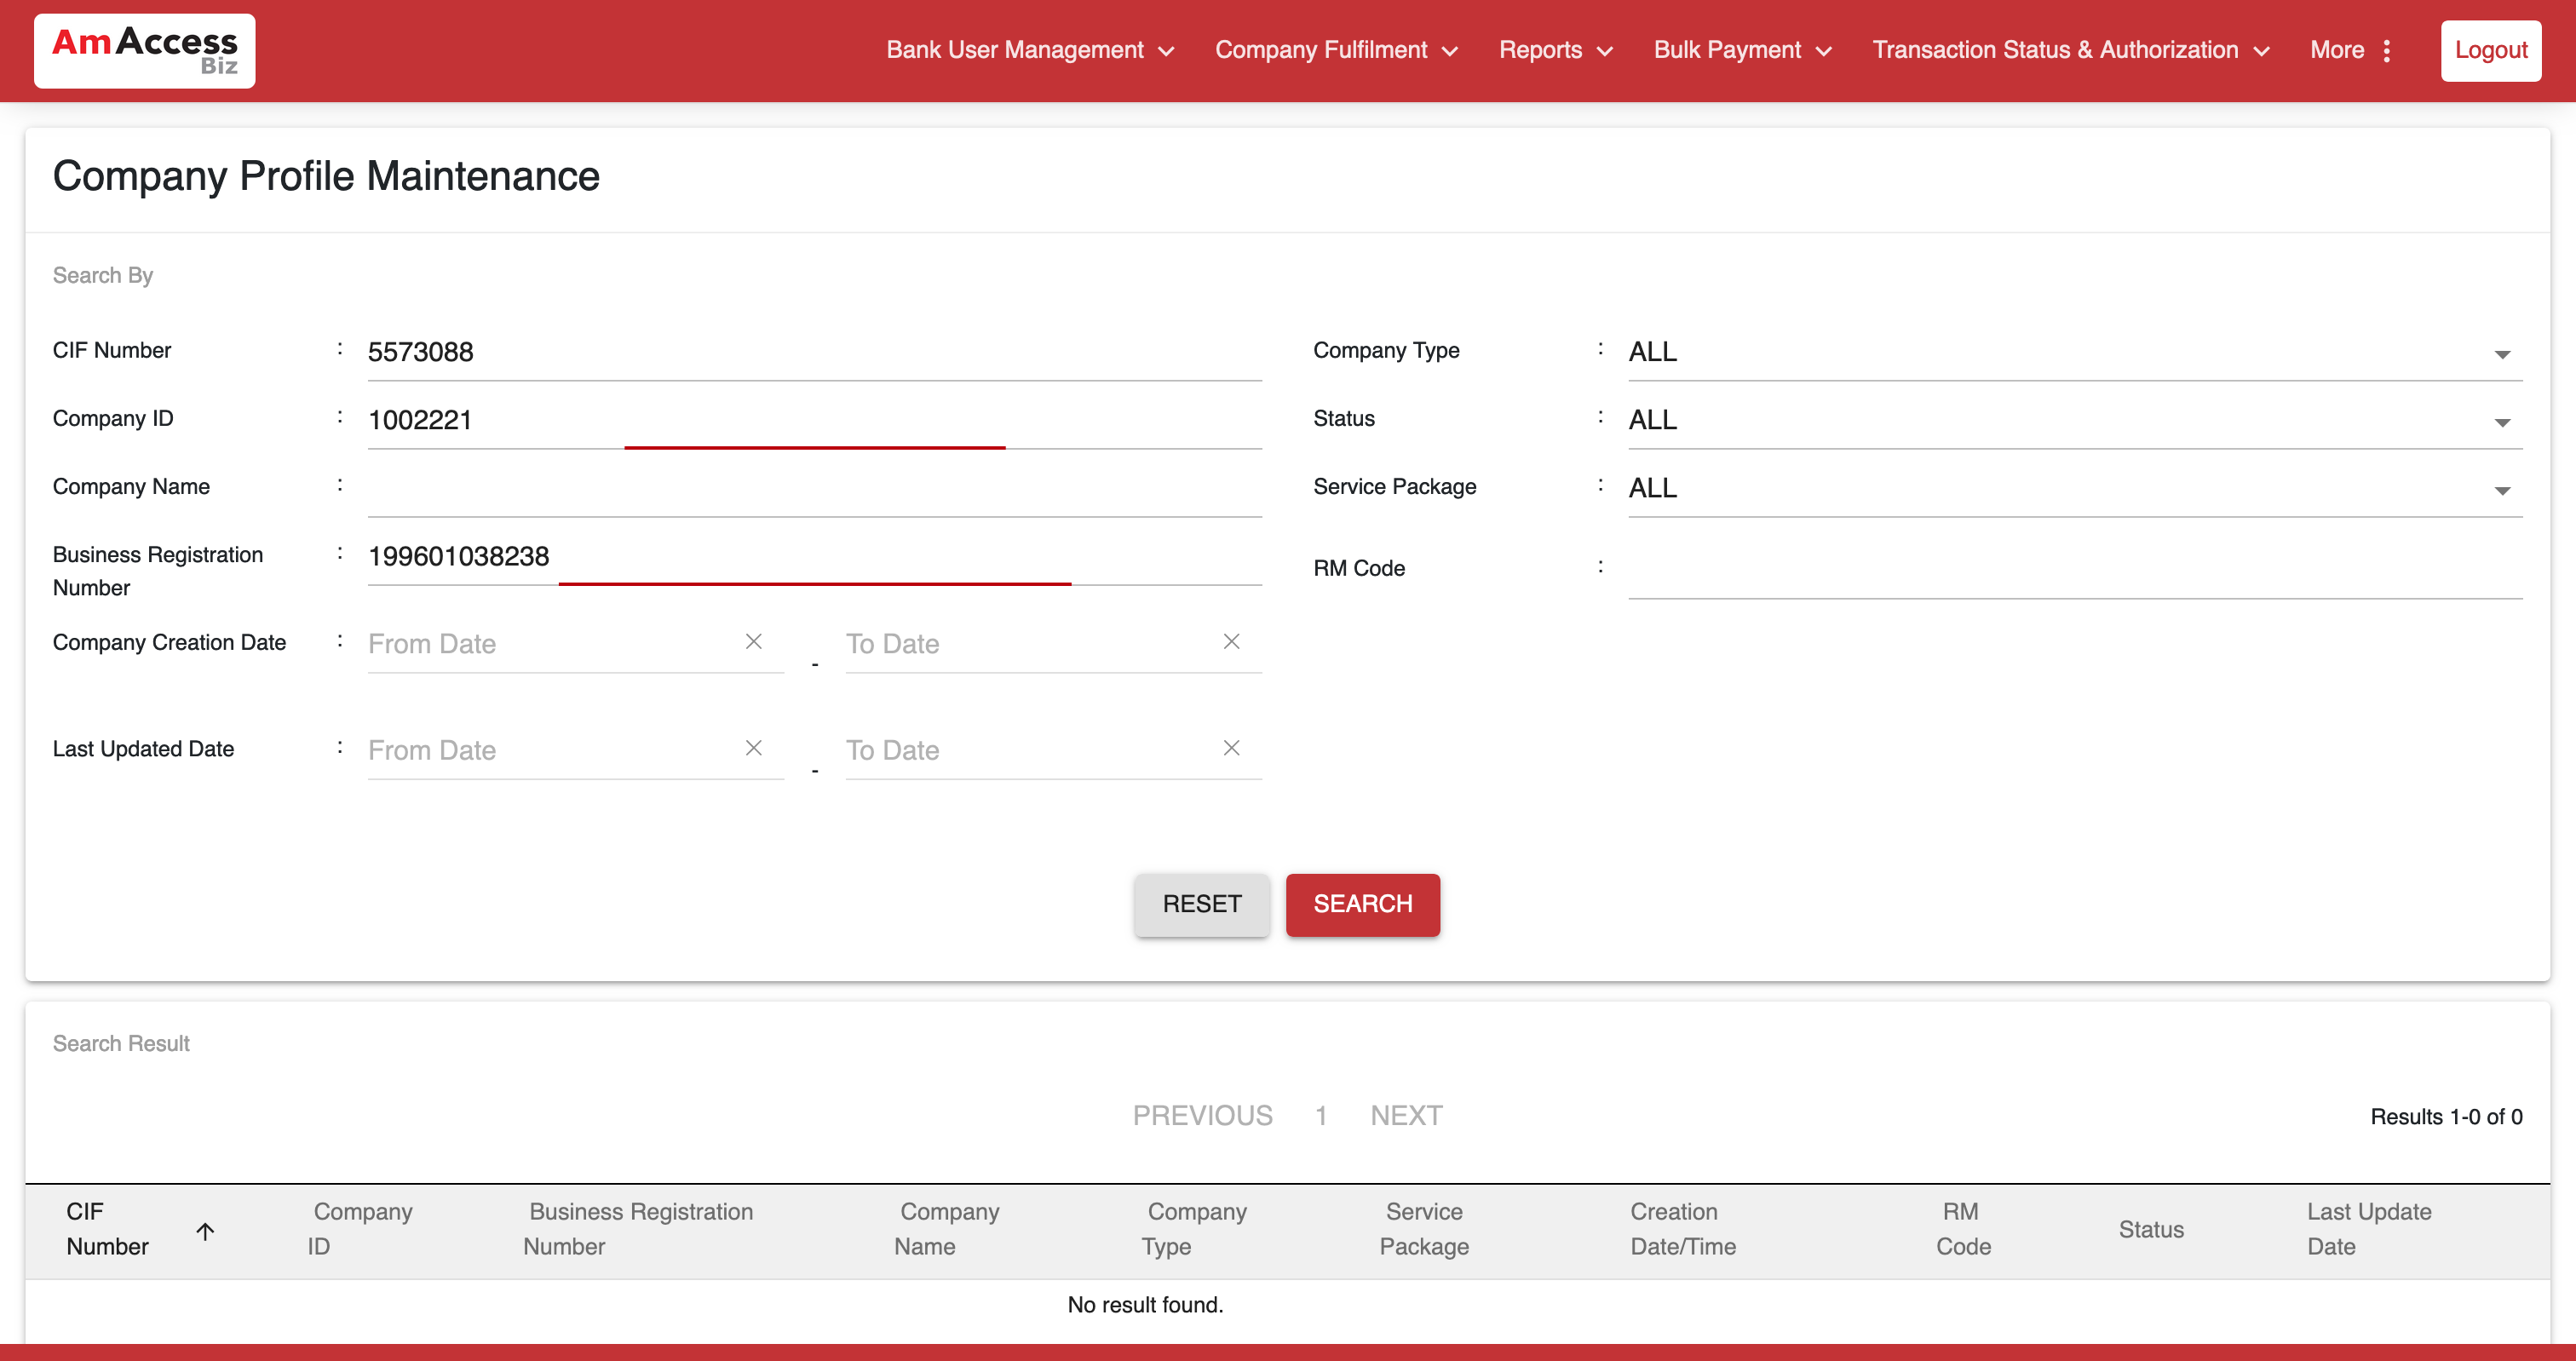 AmAccess
Biz
Bank User Management
Company Fulfilment
Reports
Bulk Payment
Transaction Status & Authorization
More
Logout
Company Profile Maintenance
Search By
CIF Number : 5573088
Company Type : ALL
Company ID : 1002221
Status : ALL
Company Name :
Service Package : ALL
Business Registration
Number : 199601038238
RM Code :
Company Creation Date : From Date - To Date
Last Updated Date : From Date - To Date
RESET
SEARCH
Search Result
PREVIOUS 1 NEXT
Results 1-0 of 0
CIF
Number
Company
ID
Business Registration
Number
Company
Name
Company
Type
Service
Package
Creation
Date/Time
RM
Code
Status
Last Update
Date
No result found.